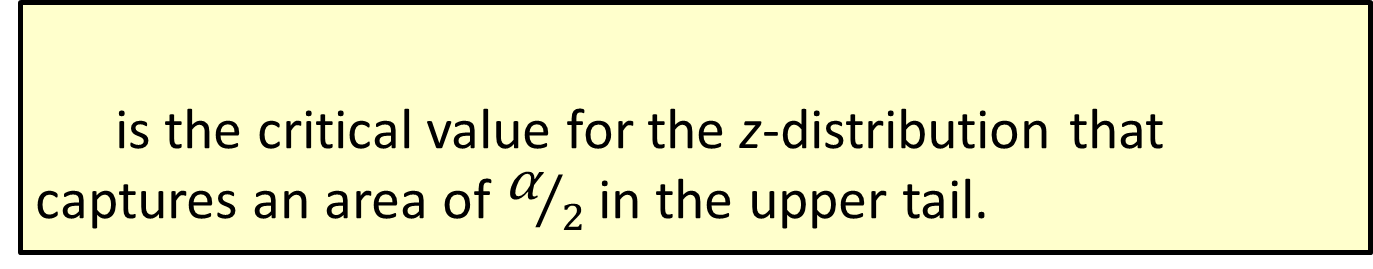 is the critical value for the z-distribution that
captures an area of α/2 in the upper tail.